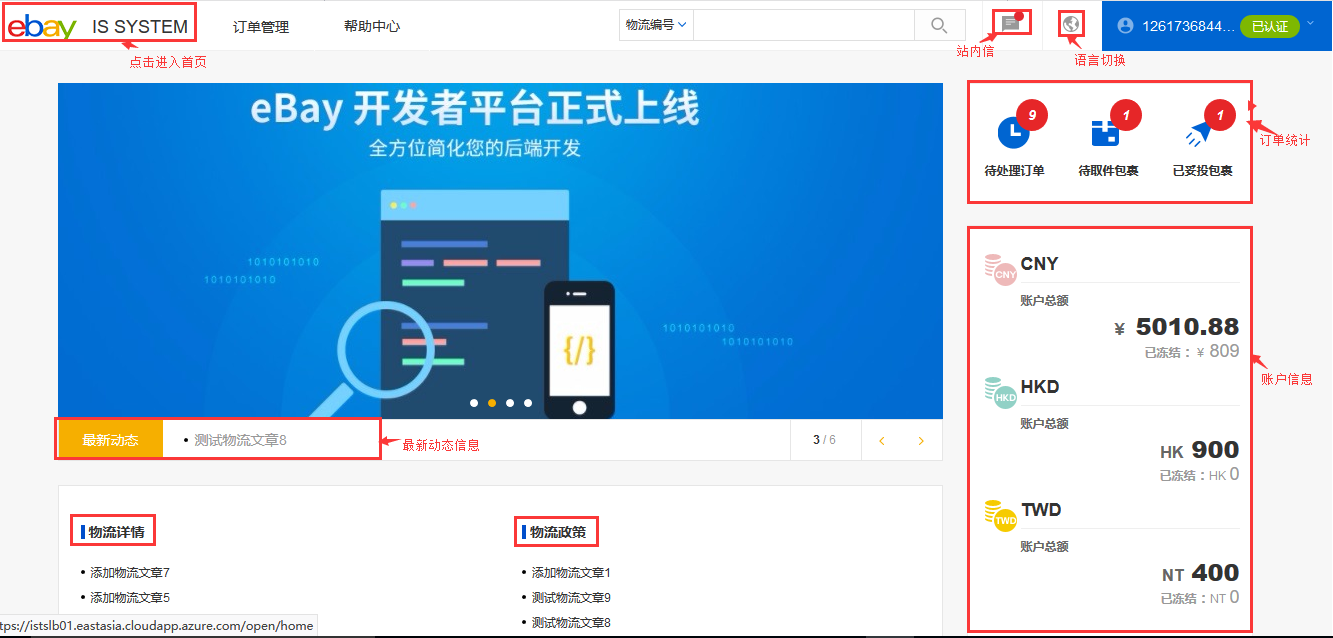 ebay IS SYSTEM 订单管理 帮助中心 物流编号 1261736844... 已认证
点击进入首页 站内信 语言切换
eBay 开发者平台正式上线
全方位简化您的后端开发
1010101010
1010101010
{/}
1010101010
1010101010
最新动态 • 测试物流文章8 最新动态信息 3 / 6 < >
9 1 1
待处理订单 待取件包裹 已妥投包裹
订单统计
CNY CNY
账户总额
¥ 5010.88
已冻结：¥ 809
账户信息
HKD HKD
账户总额
HK 900
已冻结：HK 0
TWD TWD
账户总额
NT 400
已冻结：NT 0
物流详情
• 添加物流文章7
• 添加物流文章5
物流政策
• 添加物流文章1
• 测试物流文章9
• 测试物流文章8
tps://istslb01.eastasia.cloudapp.azure.com/open/home